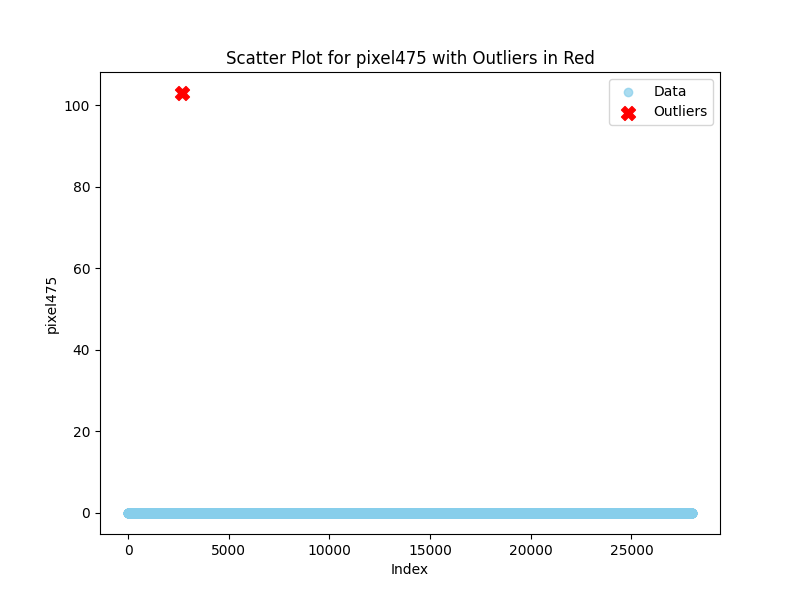 Scatter Plot for pixel475 with Outliers in Red
Data
Outliers
100
80
60
40
20
0
pixel475
0 5000 10000 15000 20000 25000
Index